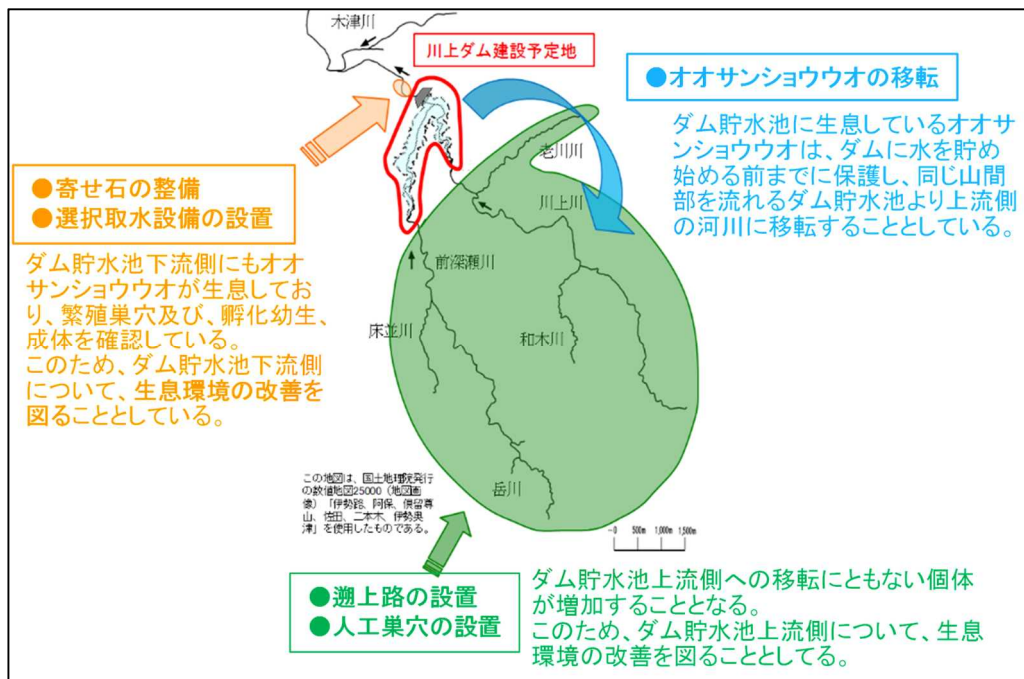 木津川
川上ダム建設予定地
●オオサンショウウオの移転
ダム貯水池に生息しているオオサ
ンショウウオは、ダムに水を貯め
始める前までに保護し、同じ山間
部を流れるダム貯水池より上流側
の河川に移転することとしている。
●寄せ石の整備
●選択取水設備の設置
ダム貯水池下流側にもオオ
サンショウウオが生息してお
り、繁殖巣穴及び、孵化幼生、
成体を確認している。
このため、ダム貯水池下流側
について、生息環境の改善を
図ることとしている。
老川川
川上川
前深瀬川
床並川
和木川
岳川
この地図は、国土地理院発行
の数値地図25000（地図画
像）「伊勢路、阿保、倶留尊
山、佐田、二本木、伊勢奥
津」を使用したものである。
0 500m 1,000m 1,500m
●遡上路の設置
●人工巣穴の設置
ダム貯水池上流側への移転にともない個体
が増加することとなる。
このため、ダム貯水池上流側について、生息
環境の改善を図ることとしてる。